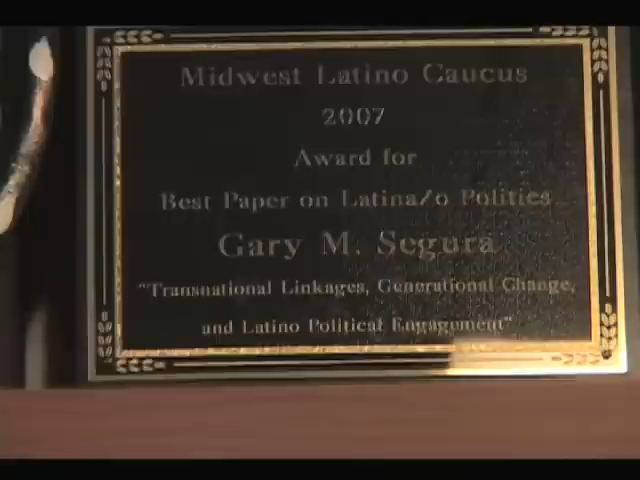 Midwest Latino Caucus
2007
Award for
Best Paper on Latina/o Politics
Gary M. Segura
"Transnational Linkages, Generational Change,
and Latino Political Engagement"